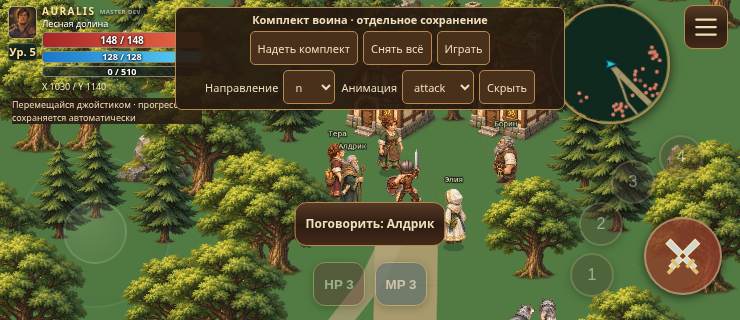 AURALIS MASTER DEV
Лесная долина
148 / 148
Ур. 5
128 / 128
0 / 510
X 1030 / Y 1140
Перемещайся джойстиком · прогресс
сохраняется автоматически
Комплект воина · отдельное сохранение
Надеть комплект
Снять всё
Играть
Направление
n
Анимация
attack
Скрыть
Тера
Алдрик
Борин
Элия
Поговорить: Алдрик
HP 3
MP 3
4
3
2
1